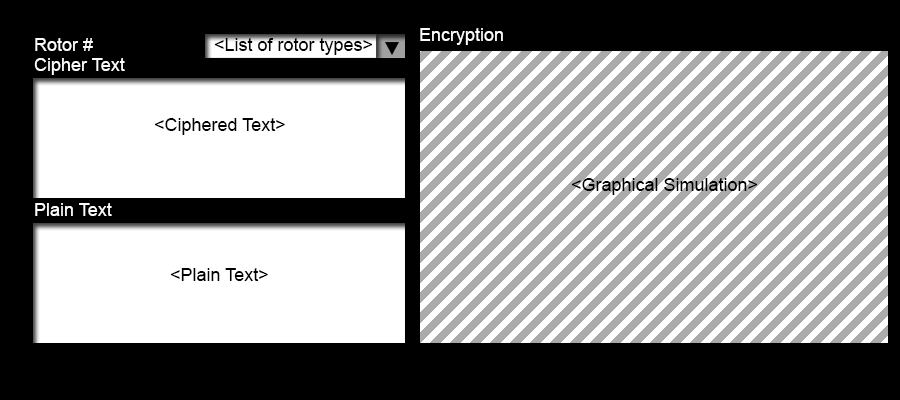 Rotor #
<List of rotor types>
Cipher Text
<Ciphered Text>
Plain Text
<Plain Text>
Encryption
<Graphical Simulation>